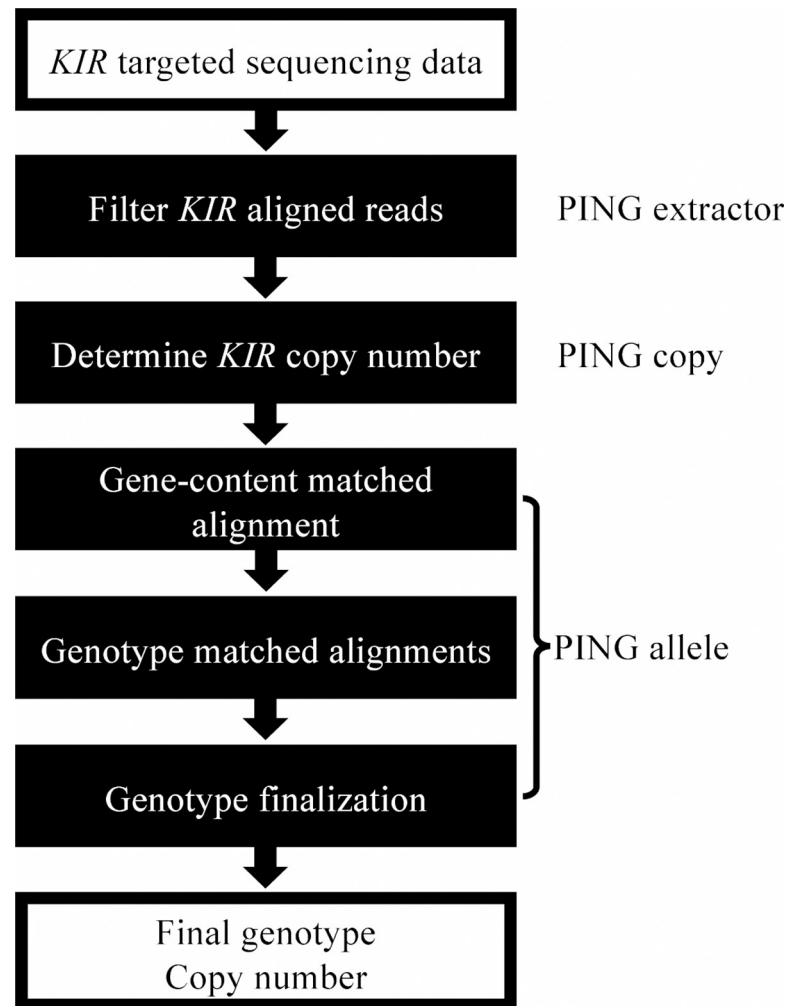 KIR targeted sequencing data
Filter KIR aligned reads
PING extractor
Determine KIR copy number
PING copy
Gene-content matched
alignment
Genotype matched alignments
PING allele
Genotype finalization
Final genotype
Copy number